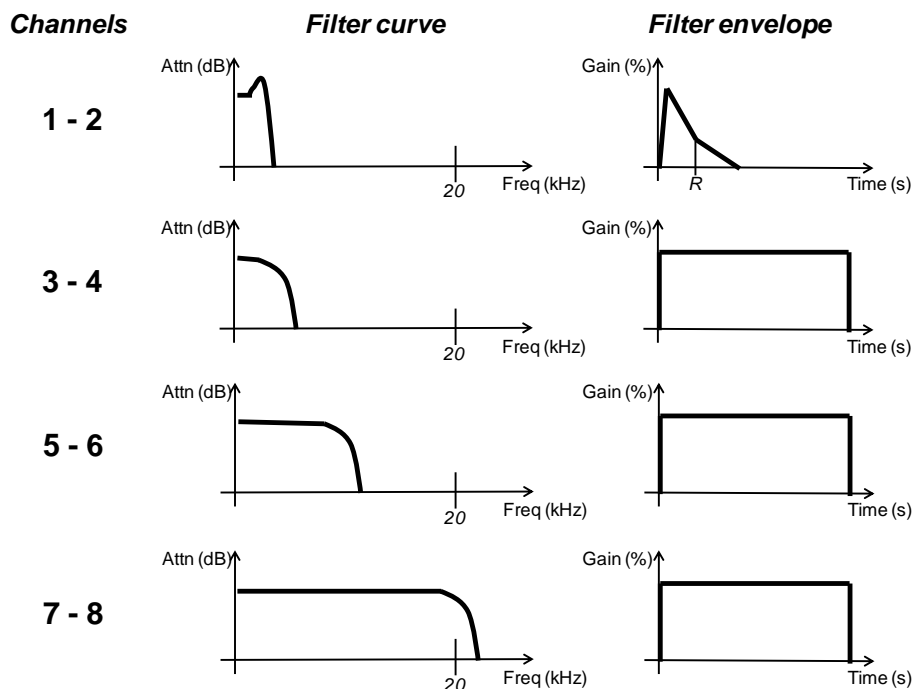 Channels Filter curve Filter envelope
Attn (dB) Gain (%)
1 - 2
20 Freq (kHz) R Time (s)
Attn (dB) Gain (%)
3 - 4
20 Freq (kHz) Time (s)
Attn (dB) Gain (%)
5 - 6
20 Freq (kHz) Time (s)
Attn (dB) Gain (%)
7 - 8
20 Freq (kHz) Time (s)